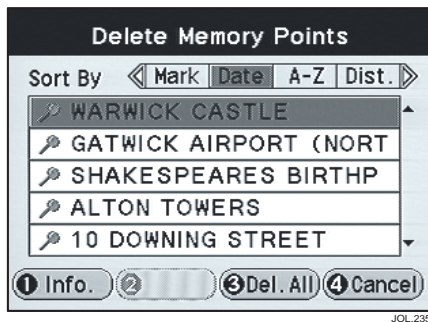 Delete Memory Points
Sort By Mark Date A-Z Dist.
WARWICK CASTLE
GATWICK AIRPORT (NORT
SHAKESPEARES BIRTHP
ALTON TOWERS
10 DOWNING STREET
1 Info. 2 3 Del. All 4 Cancel
JOL.235